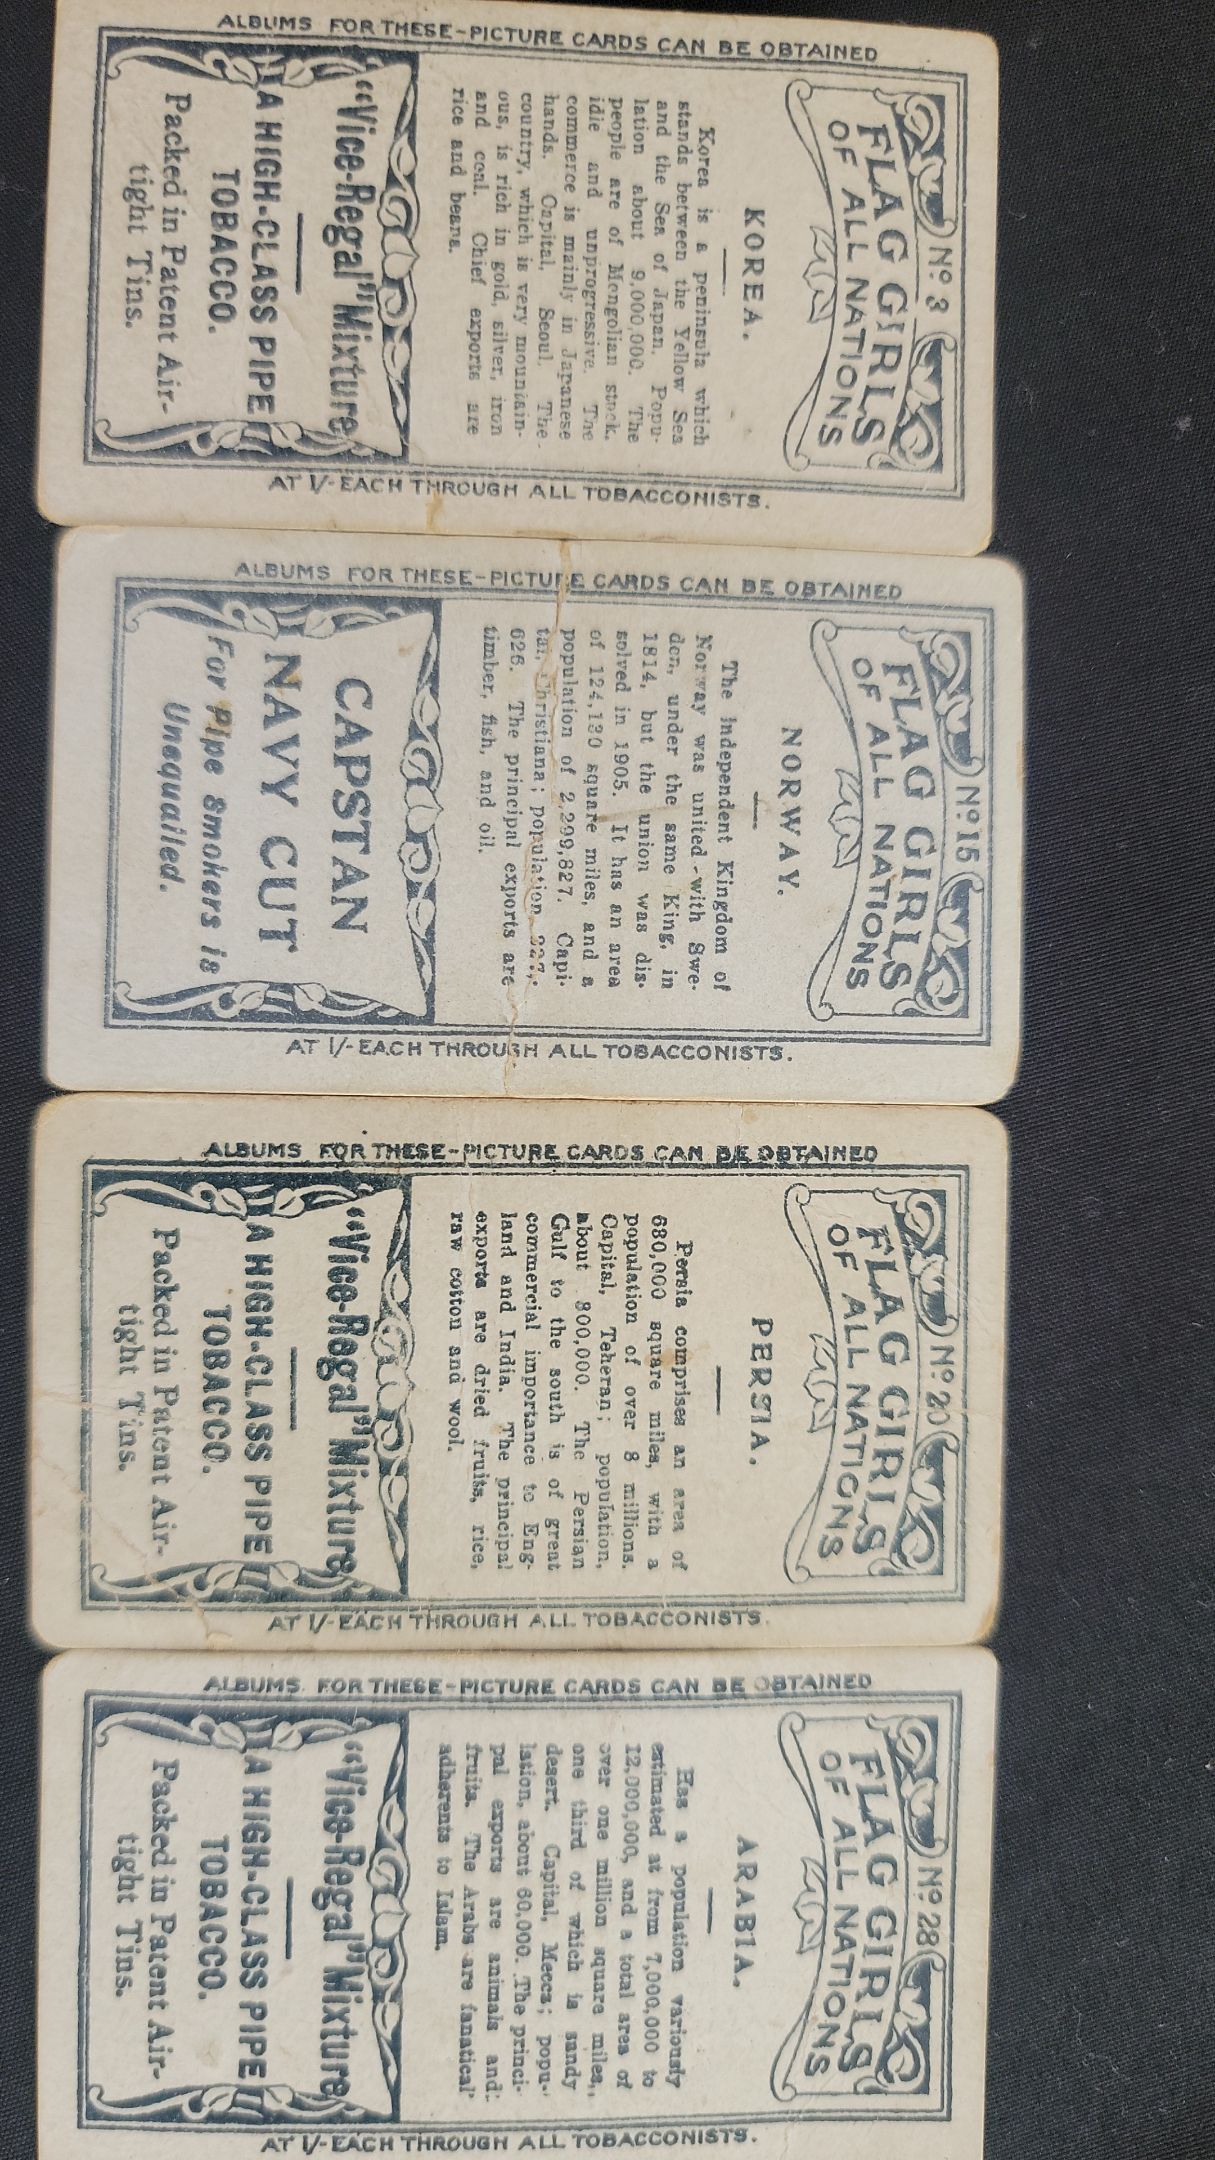 ALBUMS FOR THESE-PICTURE CARDS CAN BE OBTAINED
Nº 3
FLAG GIRLS
OF ALL NATIONS
KOREA.
Korea is a peninsula which
stands between the Yellow Sea
and the Sea of Japan. Popu-
lation about 9,000,000. The
people are of Mongolian stock,
idle and unprogressive. The
commerce is mainly in Japanese
hands. Capital, Seoul. The
country, which is very mountain-
ous, is rich in gold, silver, iron
and coal. Chief exports are
rice and beans.
"Vice-Regal" Mixture
A HIGH-CLASS PIPE
TOBACCO.
Packed in Patent Air-
tight Tins.
AT 1/- EACH THROUGH ALL TOBACCONISTS.
ALBUMS FOR THESE-PICTURE CARDS CAN BE OBTAINED
Nº 15
FLAG GIRLS
OF ALL NATIONS
NORWAY.
The independent Kingdom of
Norway was united with Swe-
den, under the same King, in
1814, but the union was dis-
solved in 1905. It has an area
of 124,130 square miles, and a
population of 2,299,827. Capi-
tal, Christiana; population 227,-
626. The principal exports are
timber, fish, and oil.
CAPSTAN
NAVY CUT
For Pipe Smokers is
Unequalled.
AT 1/- EACH THROUGH ALL TOBACCONISTS.
ALBUMS FOR THESE-PICTURE CARDS CAN BE OBTAINED
Nº 20
FLAG GIRLS
OF ALL NATIONS
PERSIA.
Persia comprises an area of
630,000 square miles, with a
population of over 8 millions.
Capital, Teheran; population,
about 300,000. The Persian
Gulf to the south is of great
commercial importance to Eng-
land and India. The principal
exports are dried fruits, rice,
raw cotton and wool.
"Vice-Regal" Mixture
A HIGH-CLASS PIPE
TOBACCO.
Packed in Patent Air-
tight Tins.
AT 1/- EACH THROUGH ALL TOBACCONISTS.
ALBUMS FOR THESE-PICTURE CARDS CAN BE OBTAINED
Nº 28
FLAG GIRLS
OF ALL NATIONS
ARABIA.
Has a population variously
estimated at from 7,000,000 to
12,000,000, and a total area of
over one million square miles,
one third of which is sandy
desert. Capital, Mecca; popu-
lation, about 60,000. The princi-
pal exports are animals and
fruits. The Arabs are fanatical
adherents to Islam.
"Vice-Regal" Mixture
A HIGH-CLASS PIPE
TOBACCO.
Packed in Patent Air-
tight Tins.
AT 1/- EACH THROUGH ALL TOBACCONISTS.